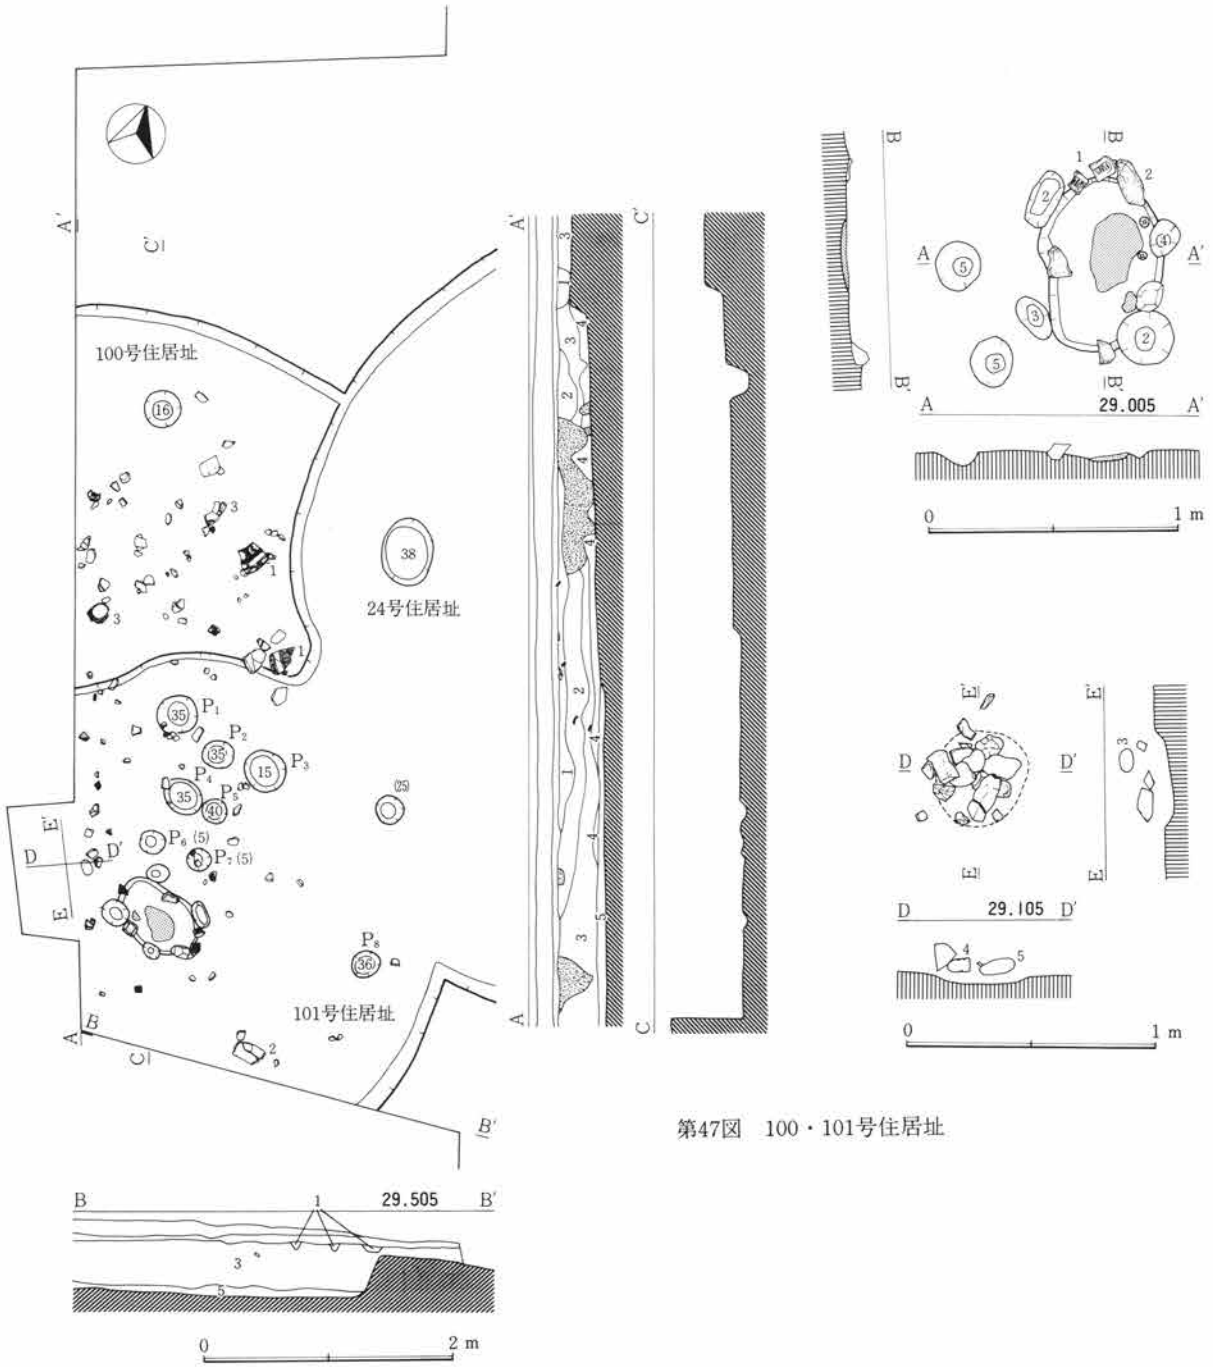 A'
C'
100号住居址
16
3
1
3
1
38
24号住居址
35 P₁
P₂
35
15 P₃
P₄
35
P₅
40
(25)
P₆ (5)
P₇ (5)
E'
D D'
E
P₈
36
101号住居址
A
B
C
2
B'
A'
3
1
4
3
2
4
4
2
4
1
4
5
3
A
C'
C
B
B'
B
B'
1
2
2
4
A A'
5
3
2
5
A 29.005 A'
0 1 m
E'
D D'
E
E'
3
E
D 29.105 D'
4 5
0 1 m
第47図 100・101号住居址
B 1 29.505 B'
3
5
0 2 m